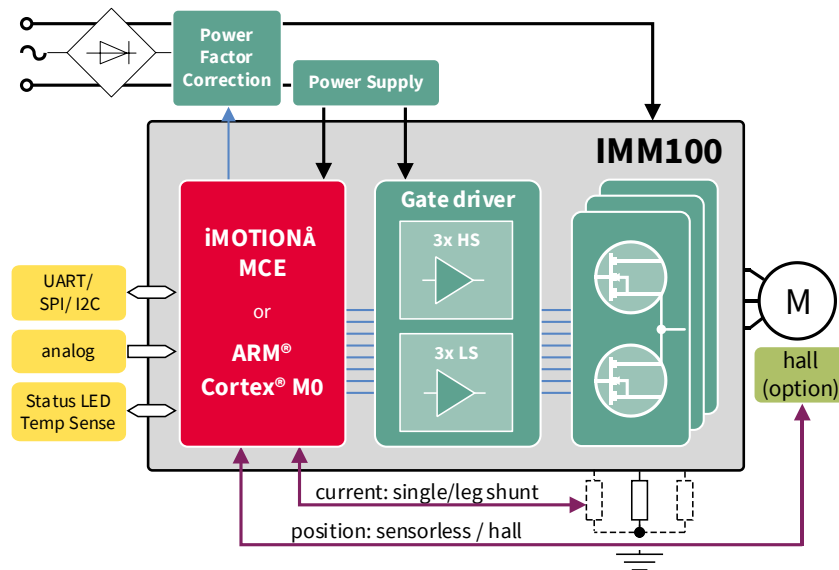 Power
Factor
Correction
Power Supply
IMM100
iMOTIONÅ
MCE
or
ARM®
Cortex® M0
Gate driver
3x HS
3x LS
UART/
SPI/ I2C
analog
Status LED
Temp Sense
M
hall
(option)
current: single/leg shunt
position: sensorless / hall